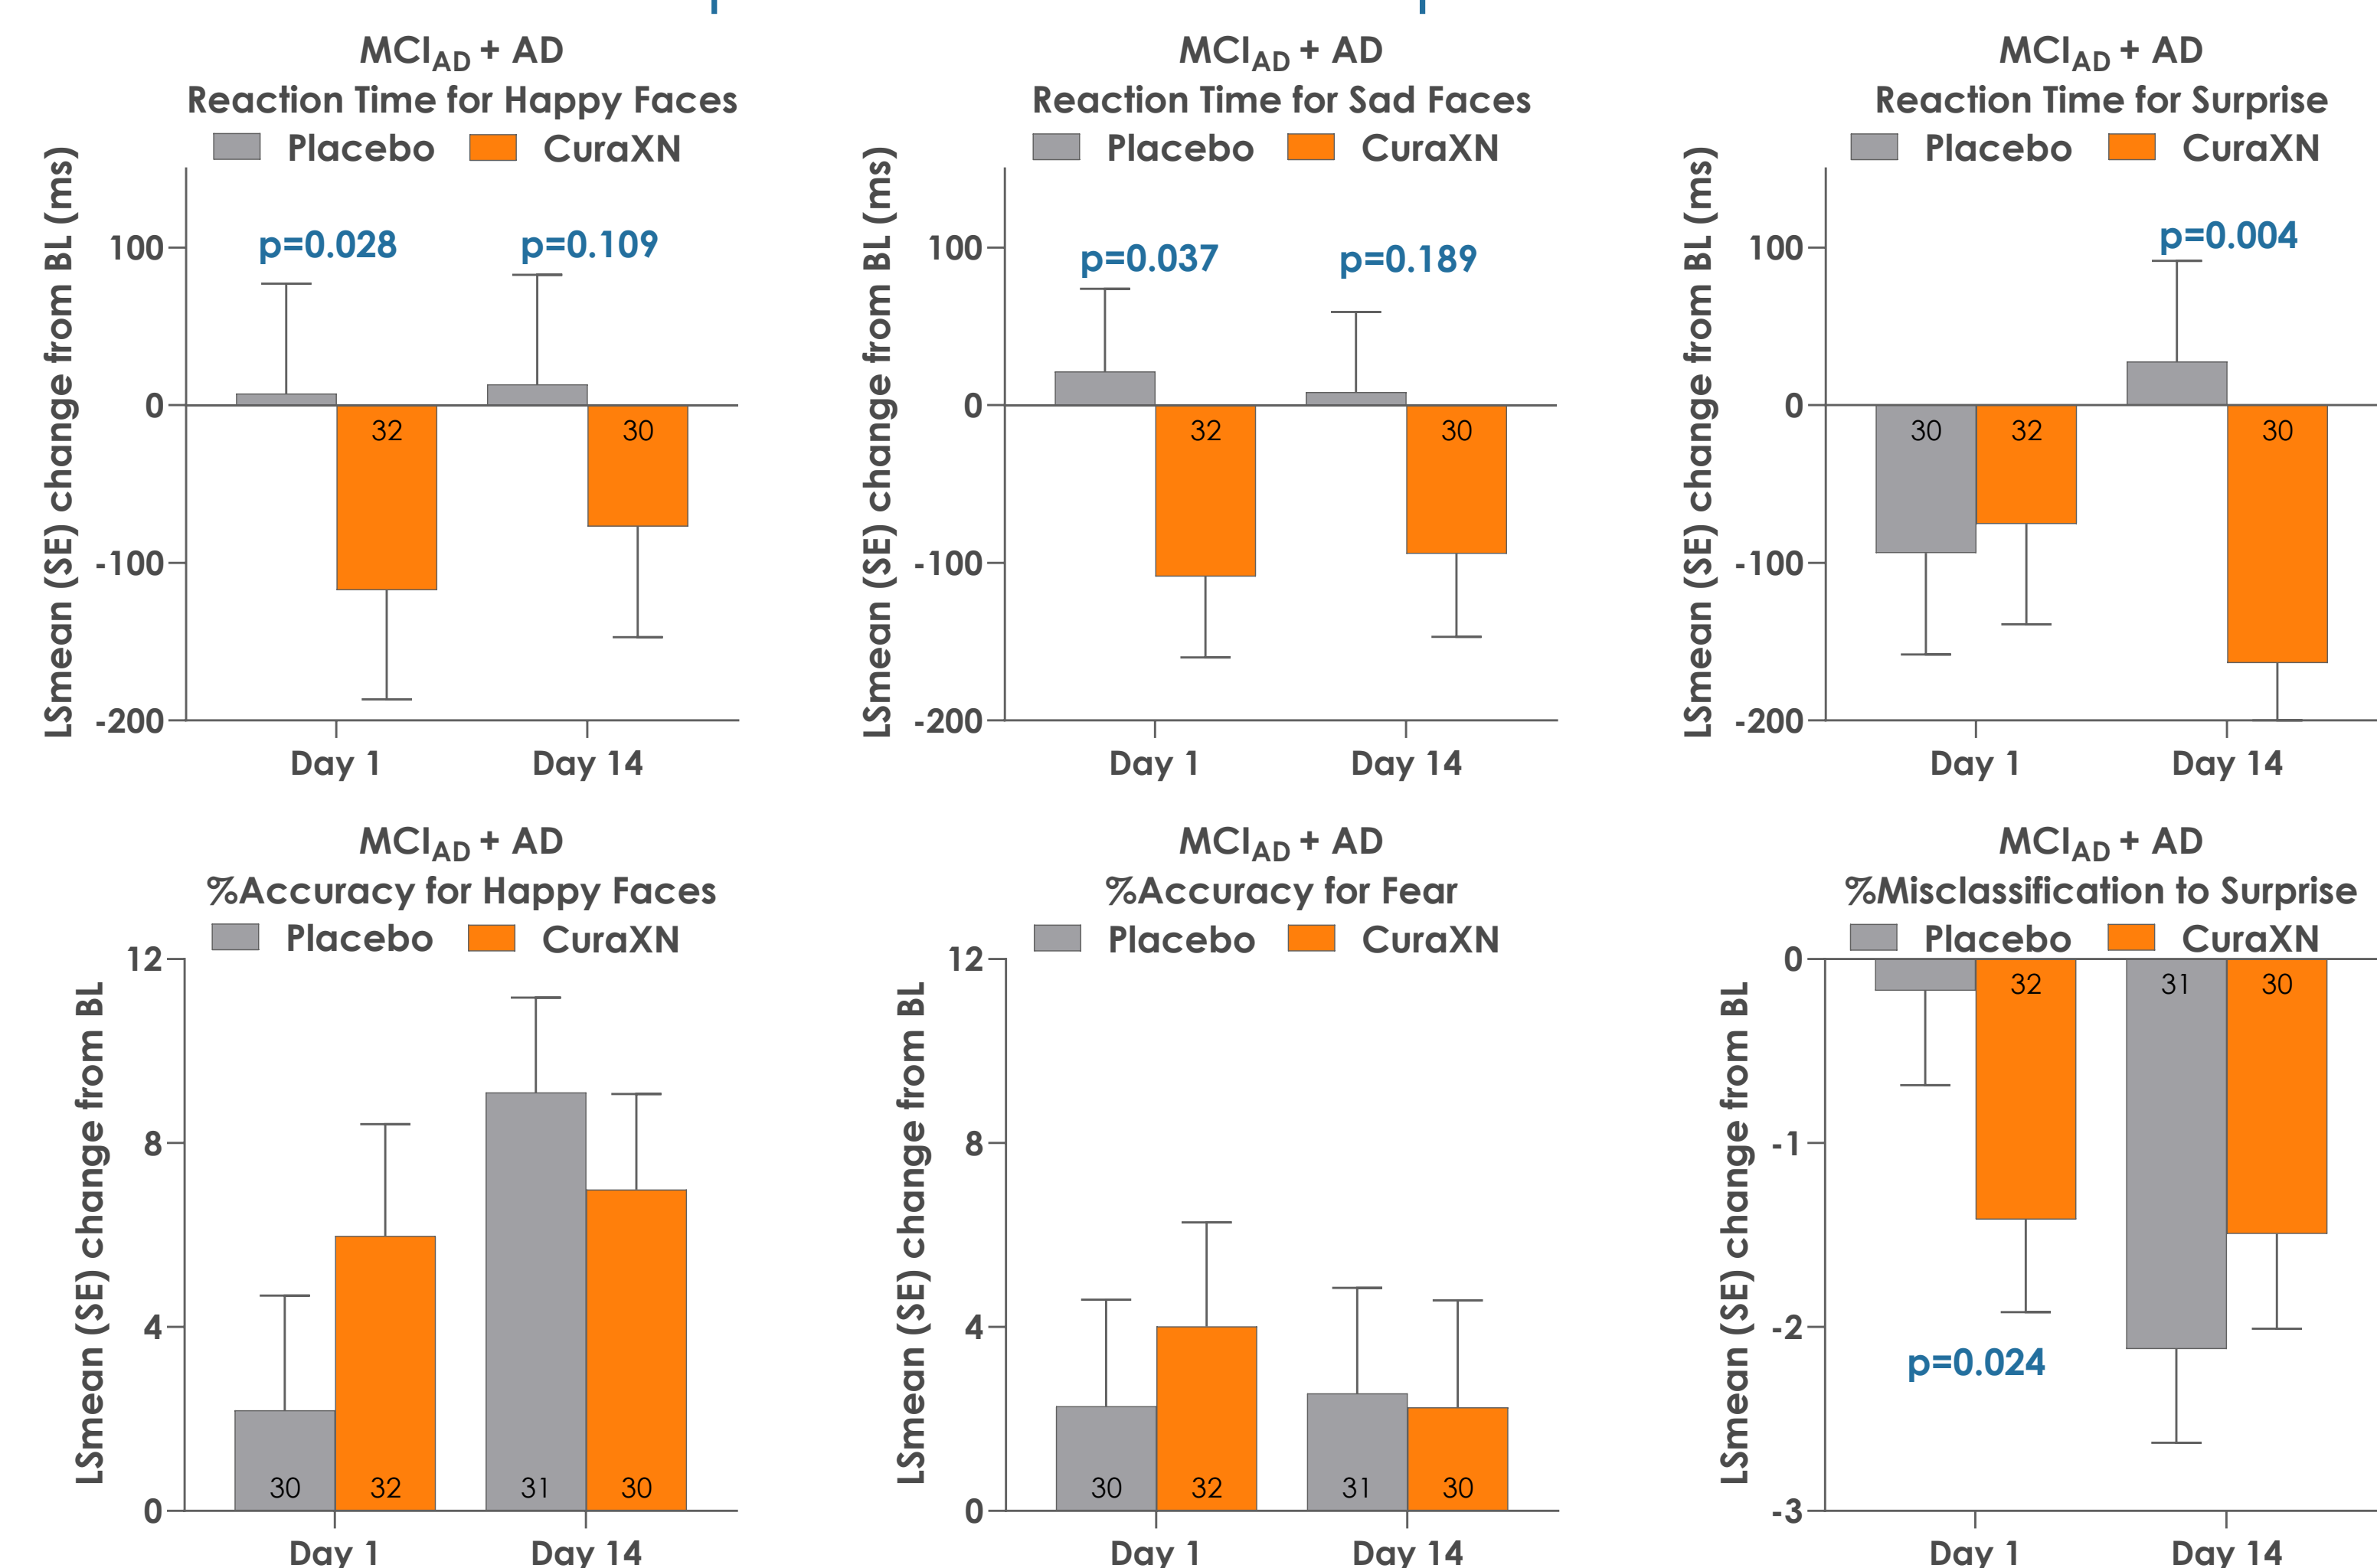 MCIAD + AD
Reaction Time for Happy Faces
Placebo CuraXN
LSmean (SE) change from BL (ms)
100
0
-100
-200
p=0.028 p=0.109
32 30
Day 1 Day 14
MCIAD + AD
Reaction Time for Sad Faces
Placebo CuraXN
LSmean (SE) change from BL (ms)
100
0
-100
-200
p=0.037 p=0.189
32 30
Day 1 Day 14
MCIAD + AD
Reaction Time for Surprise
Placebo CuraXN
LSmean (SE) change from BL (ms)
100
0
-100
-200
p=0.004
30 32 30
Day 1 Day 14
MCIAD + AD
%Accuracy for Happy Faces
Placebo CuraXN
LSmean (SE) change from BL
12
8
4
0
30 32 31 30
Day 1 Day 14
MCIAD + AD
%Accuracy for Fear
Placebo CuraXN
LSmean (SE) change from BL
12
8
4
0
30 32 31 30
Day 1 Day 14
MCIAD + AD
%Misclassification to Surprise
Placebo CuraXN
LSmean (SE) change from BL
0
-1
-2
-3
32 31 30
p=0.024
Day 1 Day 14